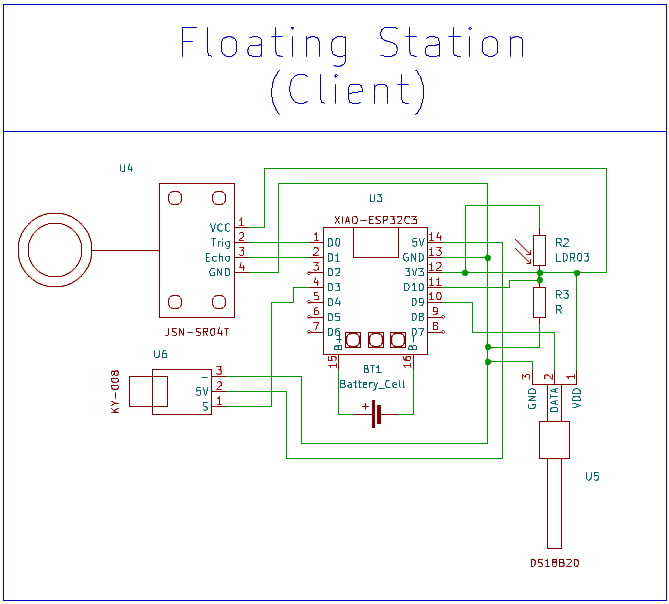 Floating Station
(Client)
U4
VCC 1
Trig 2
Echo 3
GND 4
JSN-SR04T
U3
XIAO-ESP32C3
1 D0
2 D1
3 D2
4 D3
5 D4
6 D5
7 D6
5V 14
GND 13
3V3 12
D10 11
D9 10
D8 9
D7 8
B+ 15
B- 16
R2
LDR03
R3
R
BT1
Battery_Cell
+
U6
KY-008
- 3
5V 2
S 1
3 GND
2 DATA
1 VDD
U5
DS18B20